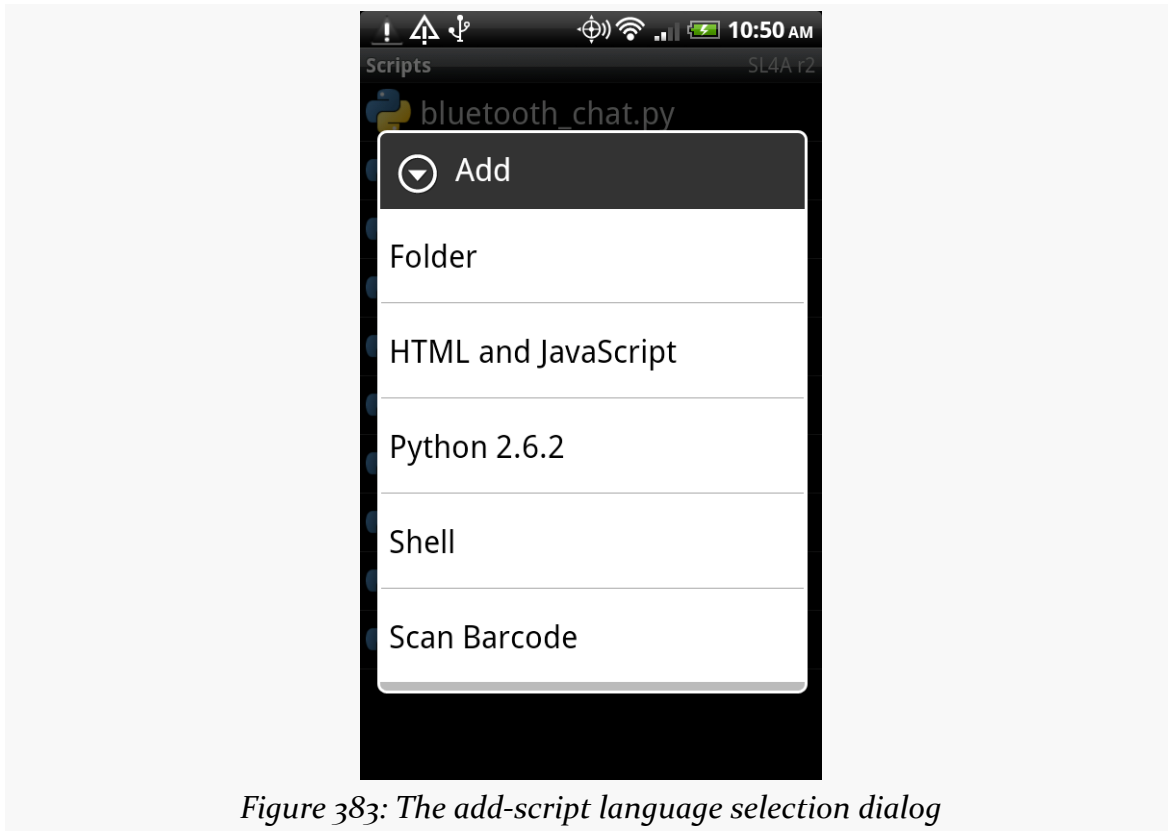 10:50 AM
Scripts SL4A r2
bluetooth_chat.py
Add
Folder
HTML and JavaScript
Python 2.6.2
Shell
Scan Barcode
Figure 383: The add-script language selection dialog